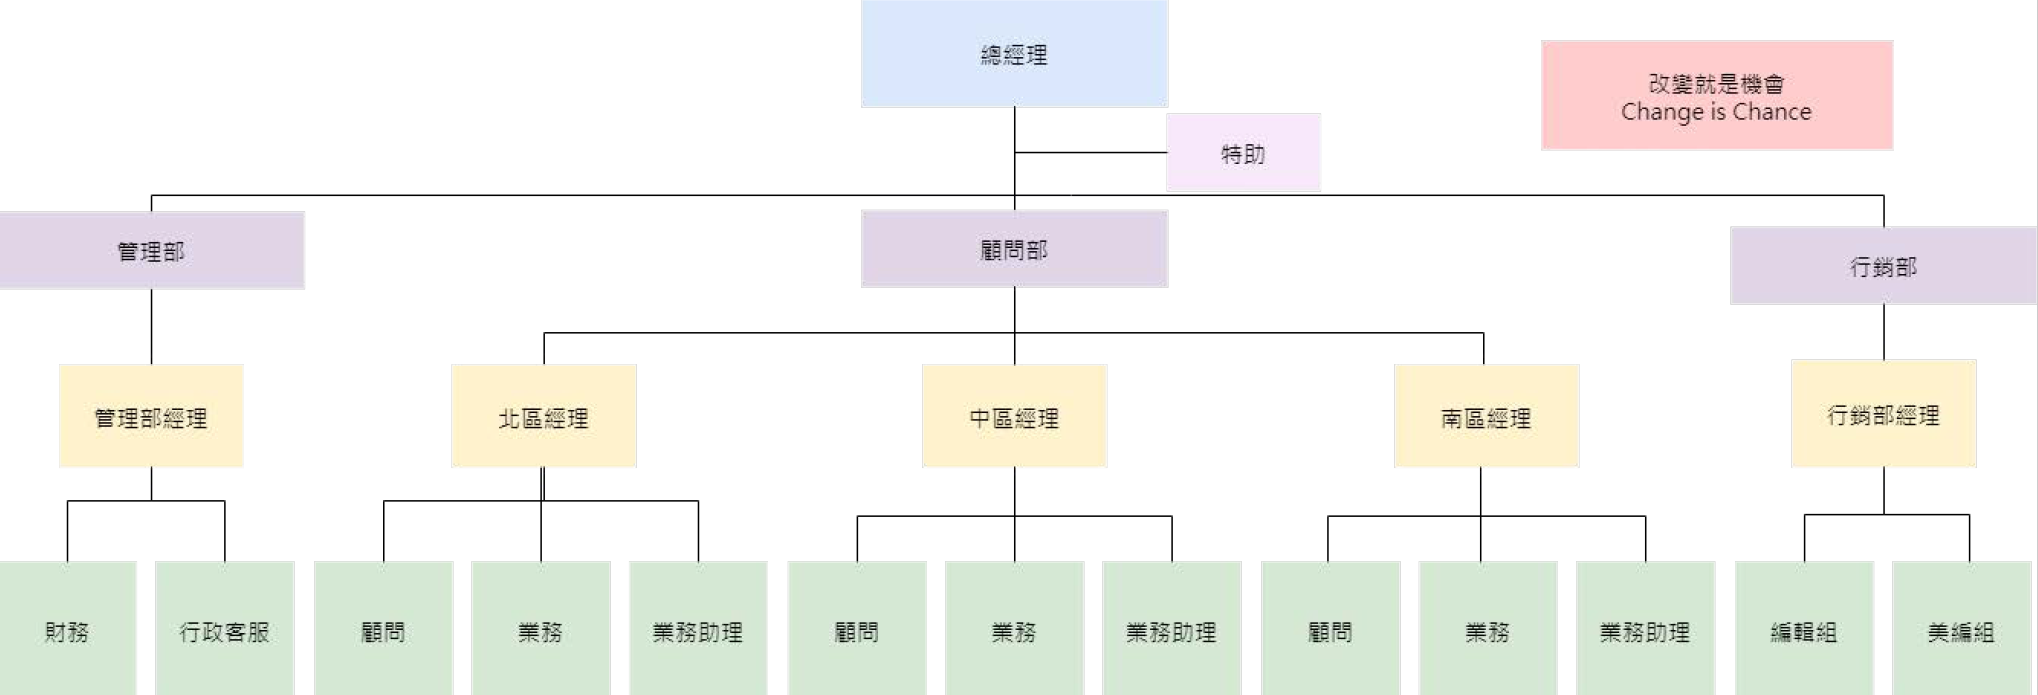 總經理
改變就是機會
Change is Chance
特助
管理部
顧問部
行銷部
管理部經理
北區經理
中區經理
南區經理
行銷部經理
財務
行政客服
顧問
業務
業務助理
顧問
業務
業務助理
顧問
業務
業務助理
編輯組
美編組